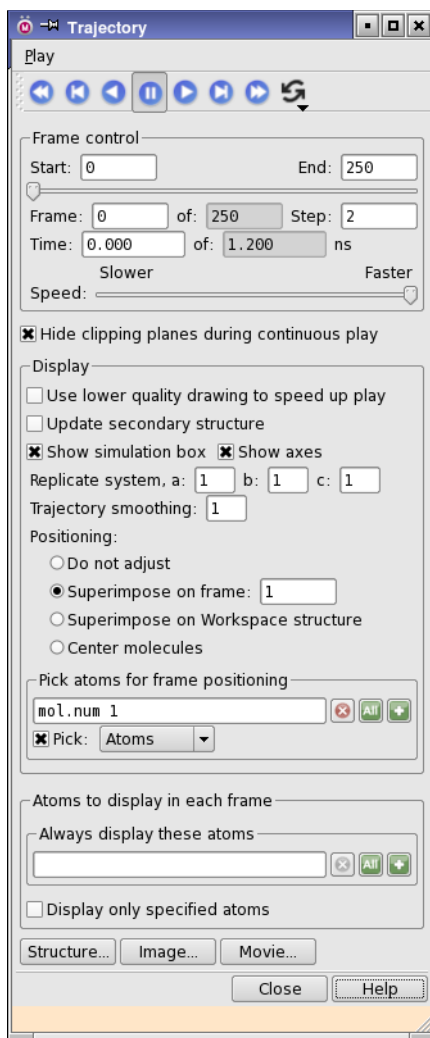 Trajectory
Play
Frame control
Start: 0 End: 250
Frame: 0 of: 250 Step: 2
Time: 0.000 of: 1.200 ns
Slower Faster
Speed:
Hide clipping planes during continuous play
Display
Use lower quality drawing to speed up play
Update secondary structure
Show simulation box Show axes
Replicate system, a: 1 b: 1 c: 1
Trajectory smoothing: 1
Positioning:
Do not adjust
Superimpose on frame: 1
Superimpose on Workspace structure
Center molecules
Pick atoms for frame positioning
mol.num 1 All
Pick: Atoms
Atoms to display in each frame
Always display these atoms
All
Display only specified atoms
Structure... Image... Movie...
Close Help